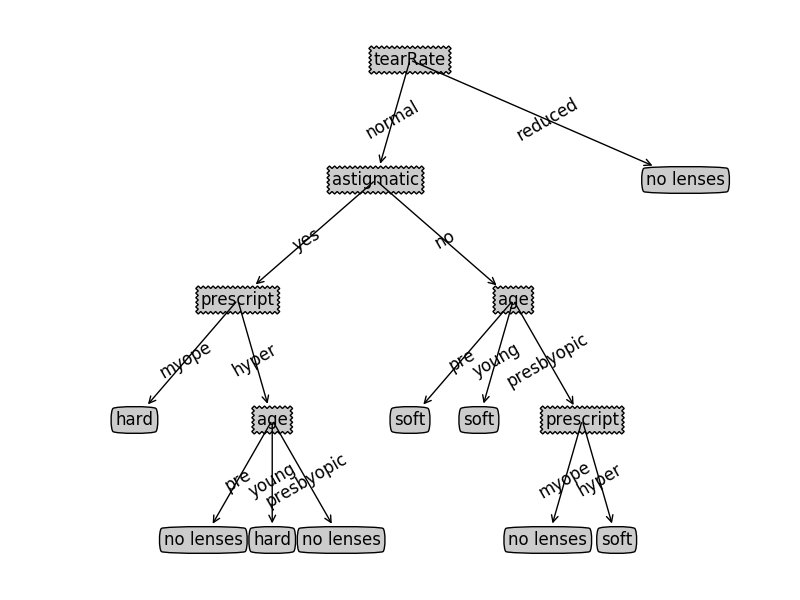 tearRate
normal
reduced
astigmatic
no lenses
yes
no
prescript
age
myope
hyper
pre
young
presbyopic
hard
age
soft
soft
prescript
pre
young
presbyopic
myope
hyper
no lenses
hard
no lenses
no lenses
soft